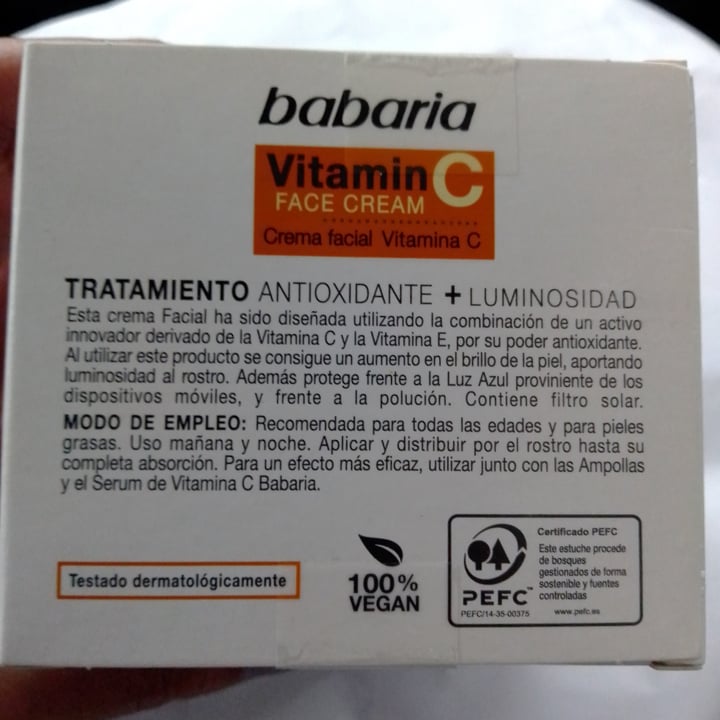 babaria
Vitamin C
FACE CREAM
Crema facial Vitamina C
TRATAMIENTO ANTIOXIDANTE + LUMINOSIDAD
Esta crema Facial ha sido diseñada utilizando la combinación de un activo
innovador derivado de la Vitamina C y la Vitamina E, por su poder antioxidante.
Al utilizar este producto se consigue un aumento en el brillo de la piel, aportando
luminosidad al rostro. Además protege frente a la Luz Azul proviniente de los
dispositivos móviles, y frente a la polución. Contiene filtro solar.
MODO DE EMPLEO: Recomendada para todas las edades y para pieles
grasas. Uso mañana y noche. Aplicar y distribuir por el rostro hasta su
completa absorción. Para un efecto más eficaz, utilizar junto con las Ampollas
y el Serum de Vitamina C Babaria.
Testado dermatológicamente
100%
VEGAN
PEFC™
PEFC/14-35-00375
Certificado PEFC
Este estuche procede
de bosques
gestionados de forma
sostenible y fuentes
controladas
www.pefc.es